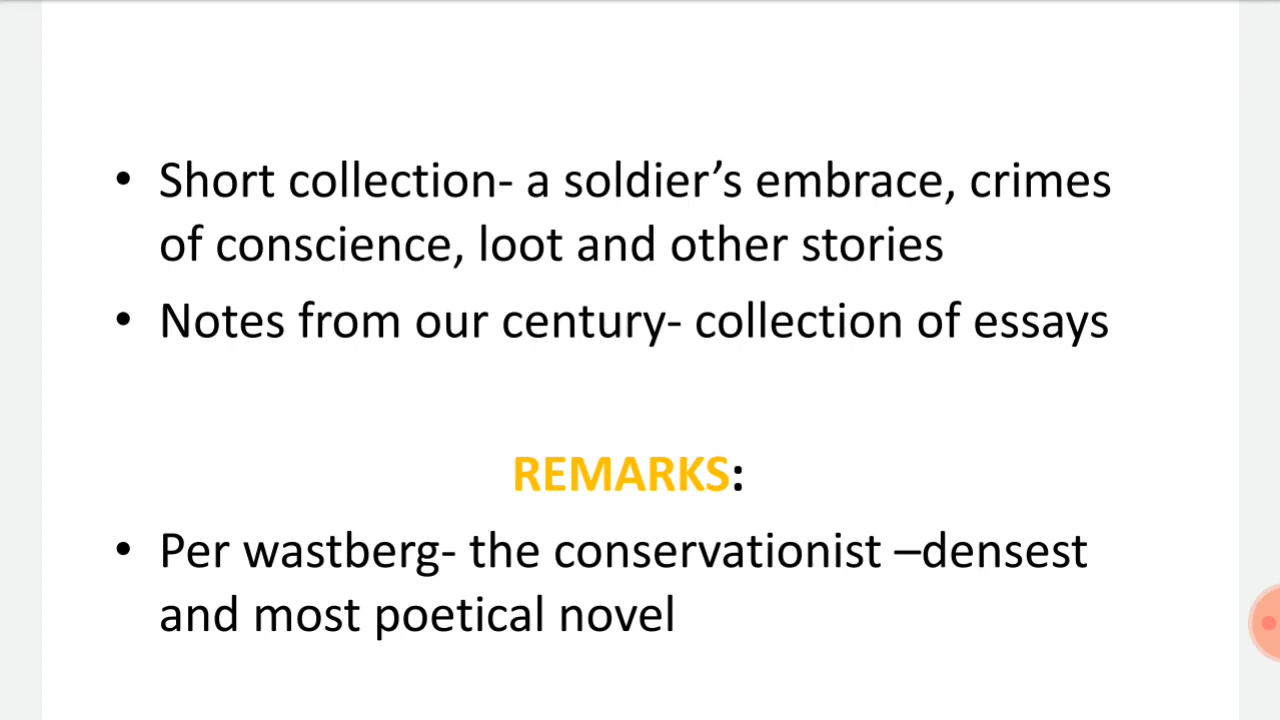 • Short collection- a soldier’s embrace, crimes
of conscience, loot and other stories
• Notes from our century- collection of essays
REMARKS:
• Per wastberg- the conservationist –densest
and most poetical novel